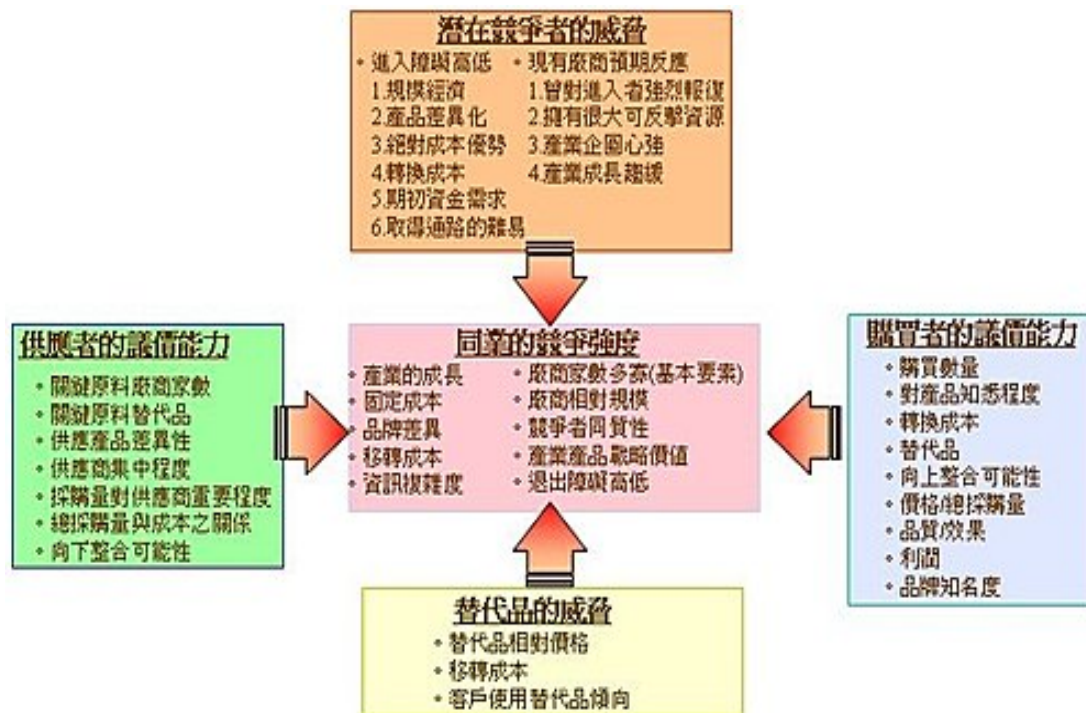 潛在競爭者的威脅
• 進入障礙高低
1.規模經濟
2.產品差異化
3.絕對成本優勢
4.轉換成本
5.期初資金需求
6.取得通路的難易
• 現有廠商預期反應
1.曾對進入者強烈報復
2.擁有很大可反擊資源
3.產業企圖心強
4.產業成長趨緩
供應者的議價能力
• 關鍵原料廠商家數
• 關鍵原料替代品
• 供應產品差異性
• 供應商集中程度
• 採購量對供應商重要程度
• 總採購量與成本之關係
• 向下整合可能性
同業的競爭強度
• 產業的成長
• 固定成本
• 品牌差異
• 移轉成本
• 資訊複雜度
• 廠商家數多寡(基本要素)
• 廠商相對規模
• 競爭者同質性
• 產業產品戰略價值
• 退出障礙高低
購買者的議價能力
• 購買數量
• 對產品知悉程度
• 轉換成本
• 替代品
• 向上整合可能性
• 價格/總採購量
• 品質/效果
• 利潤
• 品牌知名度
替代品的威脅
• 替代品相對價格
• 移轉成本
• 客戶使用替代品傾向